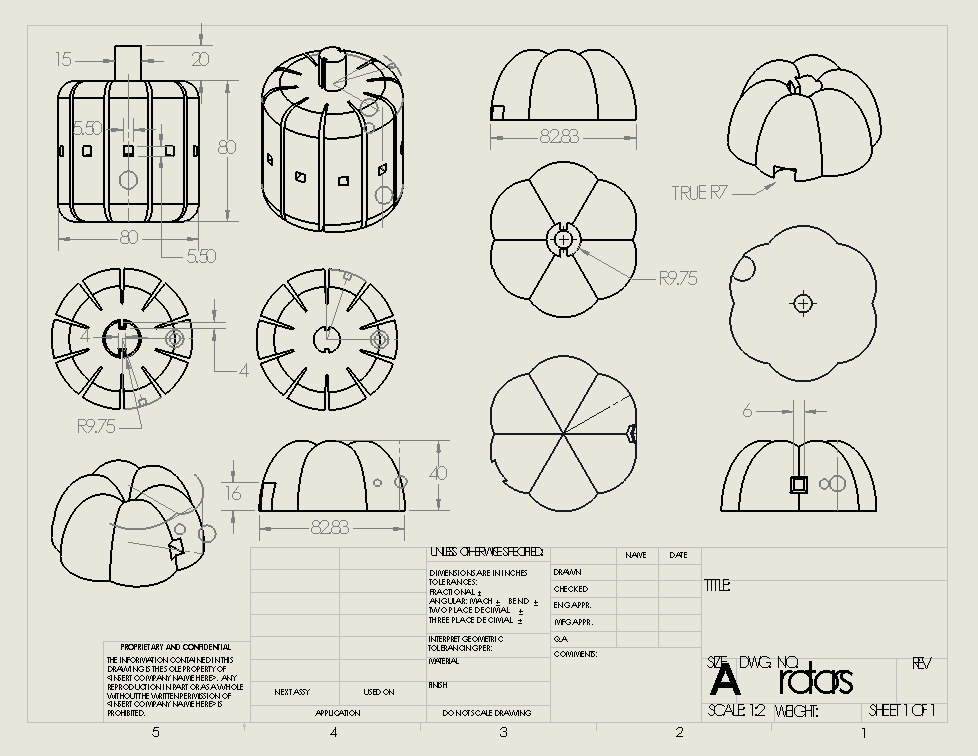 15
20
5.50
80
80
5.50
82.83
TRUE R7
R9.75
4
4
R9.75
6
16
40
82.83
UNLESS OTHERWISE SPECIFIED:
DIMENSIONS ARE IN INCHES
TOLERANCES:
FRACTIONAL ±
ANGULAR: MACH ± BEND ±
TWO PLACE DECIMAL ±
THREE PLACE DECIMAL ±
INTERPRET GEOMETRIC
TOLERANCING PER:
MATERIAL
FINISH
DO NOT SCALE DRAWING
NAME DATE
DRAWN
CHECKED
ENG APPR.
MFG APPR.
Q.A.
COMMENTS:
TITLE:
SIZE DWG. NO. REV
A rotors
SCALE: 1:2 WEIGHT: SHEET 1 OF 1
PROPRIETARY AND CONFIDENTIAL
THE INFORMATION CONTAINED IN THIS
DRAWING IS THE SOLE PROPERTY OF
<INSERT COMPANY NAME HERE>. ANY
REPRODUCTION IN PART OR AS A WHOLE
WITHOUT THE WRITTEN PERMISSION OF
<INSERT COMPANY NAME HERE> IS
PROHIBITED.
NEXT ASSY USED ON
APPLICATION
5 4 3 2 1